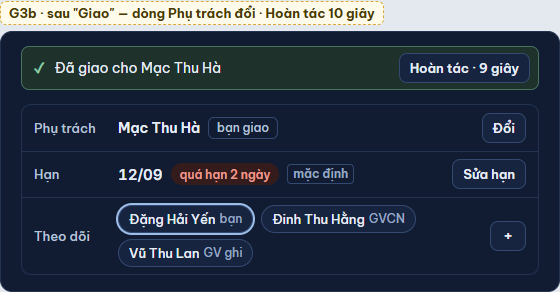 G3b · sau "Giao" — dòng Phụ trách đổi · Hoàn tác 10 giây
✓ Đã giao cho Mạc Thu Hà Hoàn tác · 9 giây
Phụ trách Mạc Thu Hà bạn giao Đổi
Hạn 12/09 quá hạn 2 ngày mặc định Sửa hạn
Theo dõi Đặng Hải Yến bạn Đinh Thu Hằng GVCN +
Vũ Thu Lan GV ghi